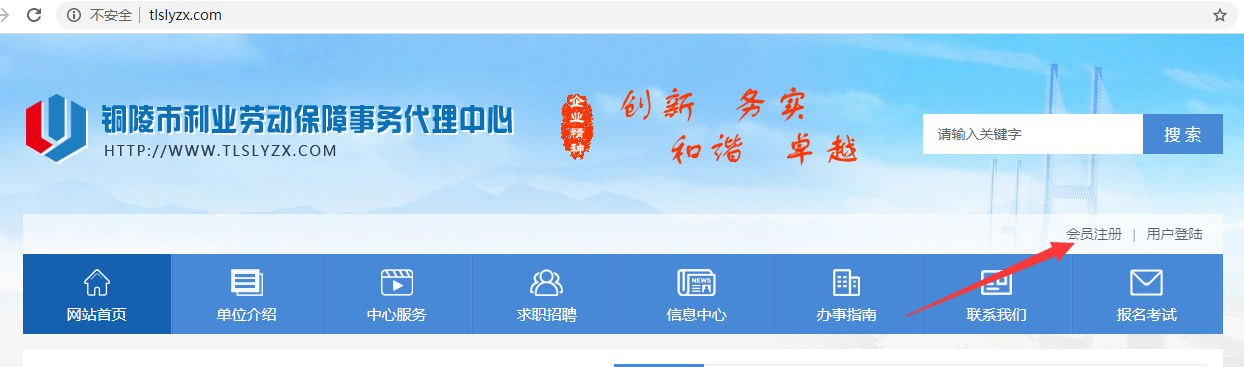 不安全 | tlslyzx.com
铜陵市利业劳动保障事务代理中心
HTTP://WWW.TLSLYZX.COM
企业精神
创新 务实
和谐 卓越
请输入关键字
搜 索
会员注册 | 用户登陆
网站首页
单位介绍
中心服务
求职招聘
NEWS
信息中心
办事指南
联系我们
报名考试